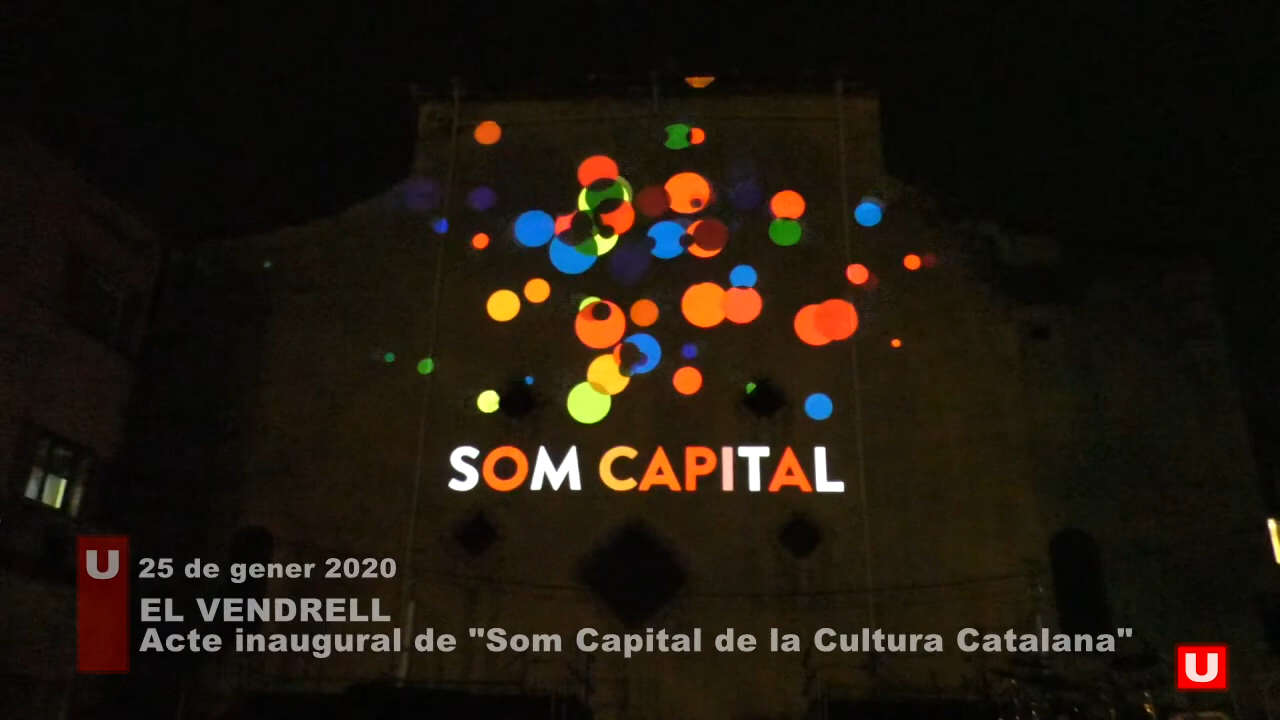 SOM CAPITAL
U
25 de gener 2020
EL VENDRELL
Acte inaugural de "Som Capital de la Cultura Catalana"
U